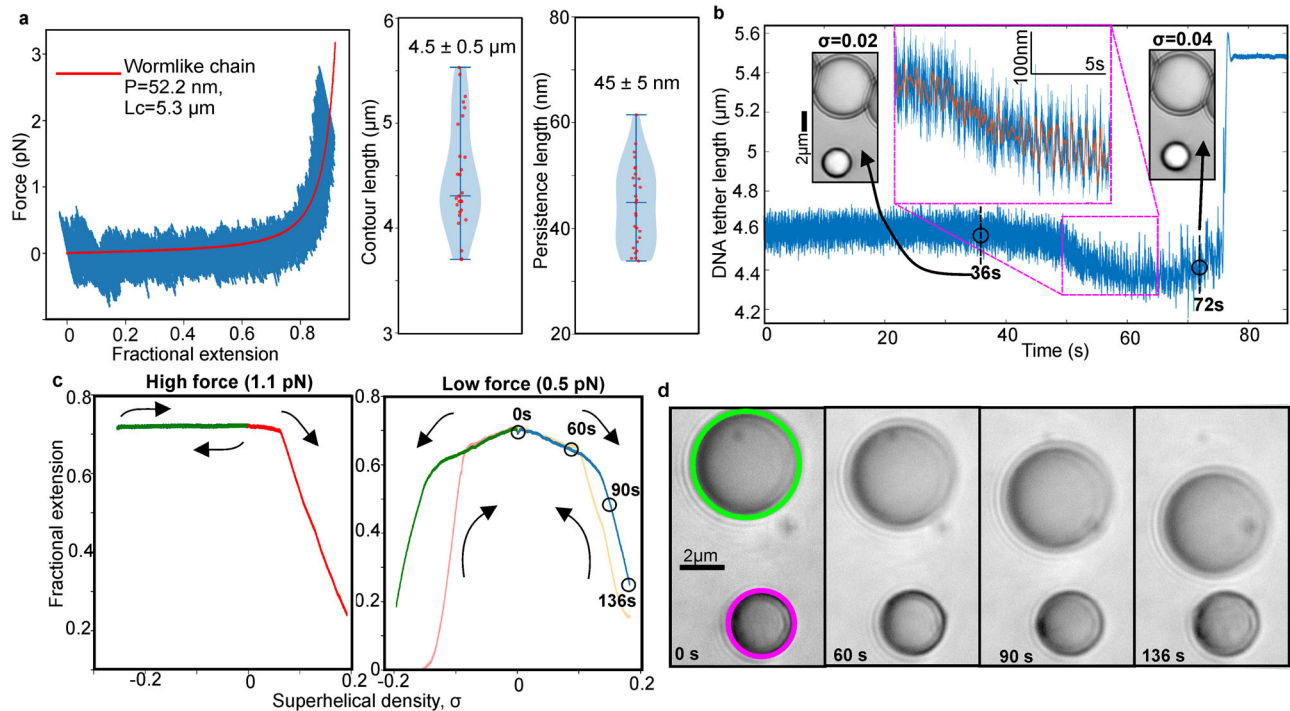 a
Force (pN)
3
2
1
0
Wormlike chain
P=52.2 nm,
Lc=5.3 µm
0
0.2
0.4
0.6
0.8
1.0
Fractional extension
Contour length (µm)
6
5
4
3
4.5 ± 0.5 µm
Persistence length (nm)
80
60
40
20
45 ± 5 nm
b
DNA tether length (µm)
5.6
5.4
5.2
5
4.8
4.6
4.4
4.2
σ=0.02
2µm
100nm
5s
σ=0.04
36s
72s
0
20
40
60
80
Time (s)
c
High force (1.1 pN)
Low force (0.5 pN)
Fractional extension
0.8
0.6
0.4
0.2
-0.2
0
0.2
0.8
0.6
0.4
0.2
0
0s
60s
90s
136s
-0.2
0
0.2
Superhelical density, σ
d
2µm
0 s
60 s
90 s
136 s